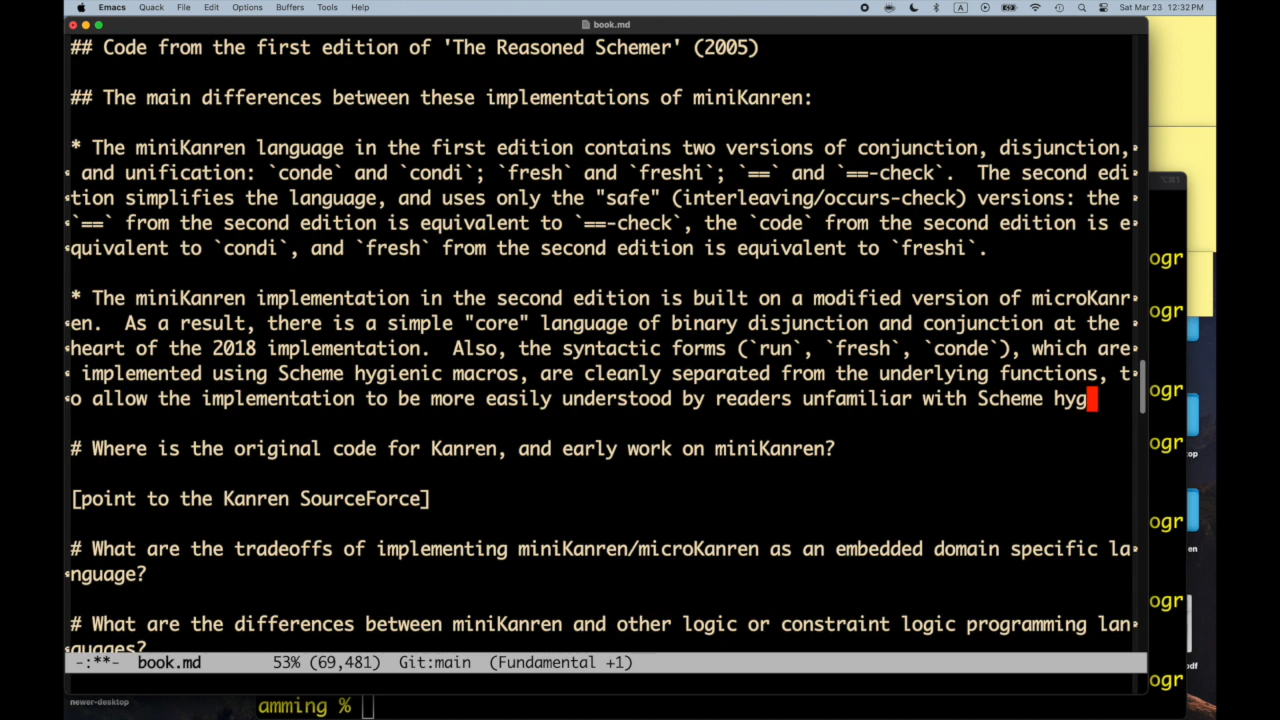 Emacs Quack File Edit Options Buffers Tools Help A Sat Mar 23 12:32 PM
book.md
## Code from the first edition of 'The Reasoned Schemer' (2005)
## The main differences between these implementations of miniKanren:
* The miniKanren language in the first edition contains two versions of conjunction, disjunction,
and unification: `conde` and `condi`; `fresh` and `freshi`; `==` and `==-check`.  The second edi
tion simplifies the language, and uses only the "safe" (interleaving/occurs-check) versions: the
`==` from the second edition is equivalent to `==-check`, the `code` from the second edition is e
quivalent to `condi`, and `fresh` from the second edition is equivalent to `freshi`.
* The miniKanren implementation in the second edition is built on a modified version of microKanr
en.  As a result, there is a simple "core" language of binary disjunction and conjunction at the
heart of the 2018 implementation.  Also, the syntactic forms (`run`, `fresh`, `conde`), which are
implemented using Scheme hygienic macros, are cleanly separated from the underlying functions, t
o allow the implementation to be more easily understood by readers unfamiliar with Scheme hyg
# Where is the original code for Kanren, and early work on miniKanren?
[point to the Kanren SourceForce]
# What are the tradeoffs of implementing miniKanren/microKanren as an embedded domain specific la
nguage?
# What are the differences between miniKanren and other logic or constraint logic programming lan
guages?
-:**- book.md 53% (69,481) Git:main (Fundamental +1)
ogr
ogr
ogr
ogr
top
ogr
en
ogr
pdf
ogr
newer-desktop
amming %